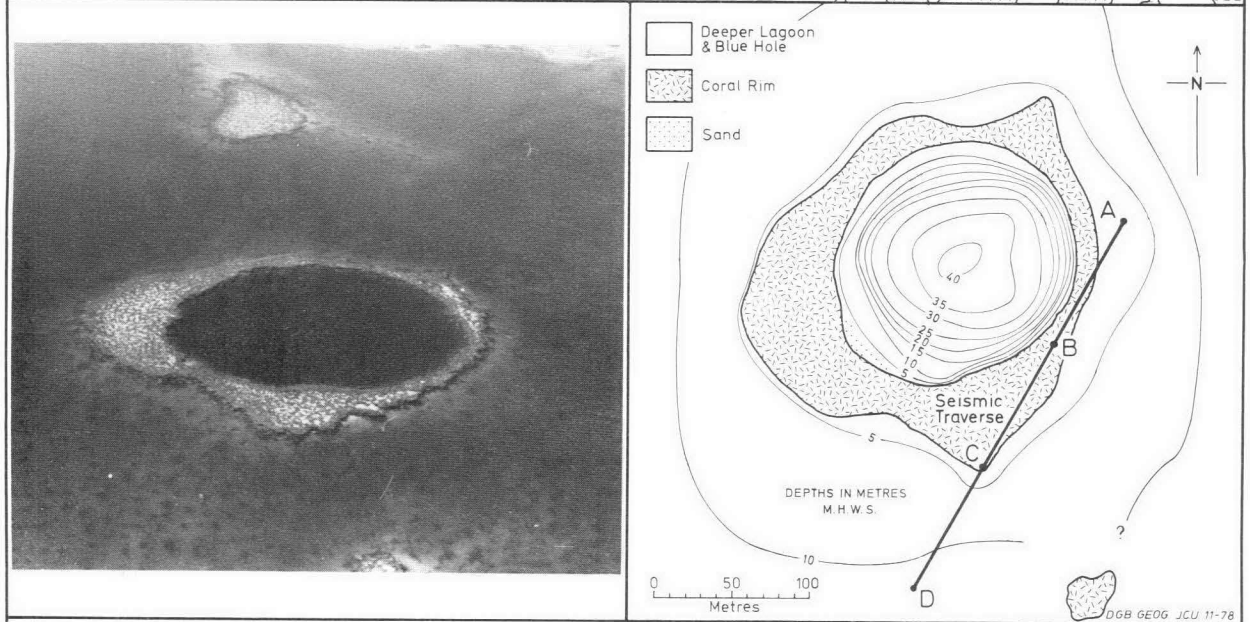 Deeper Lagoon
& Blue Hole
Coral Rim
Sand
N
A
40
35
30
25
20
15
10
5
B
Seismic
Traverse
5
C
DEPTHS IN METRES
M.H.W.S.
10
?
0 50 100
Metres
D
DGB GEOG JCU 11-78